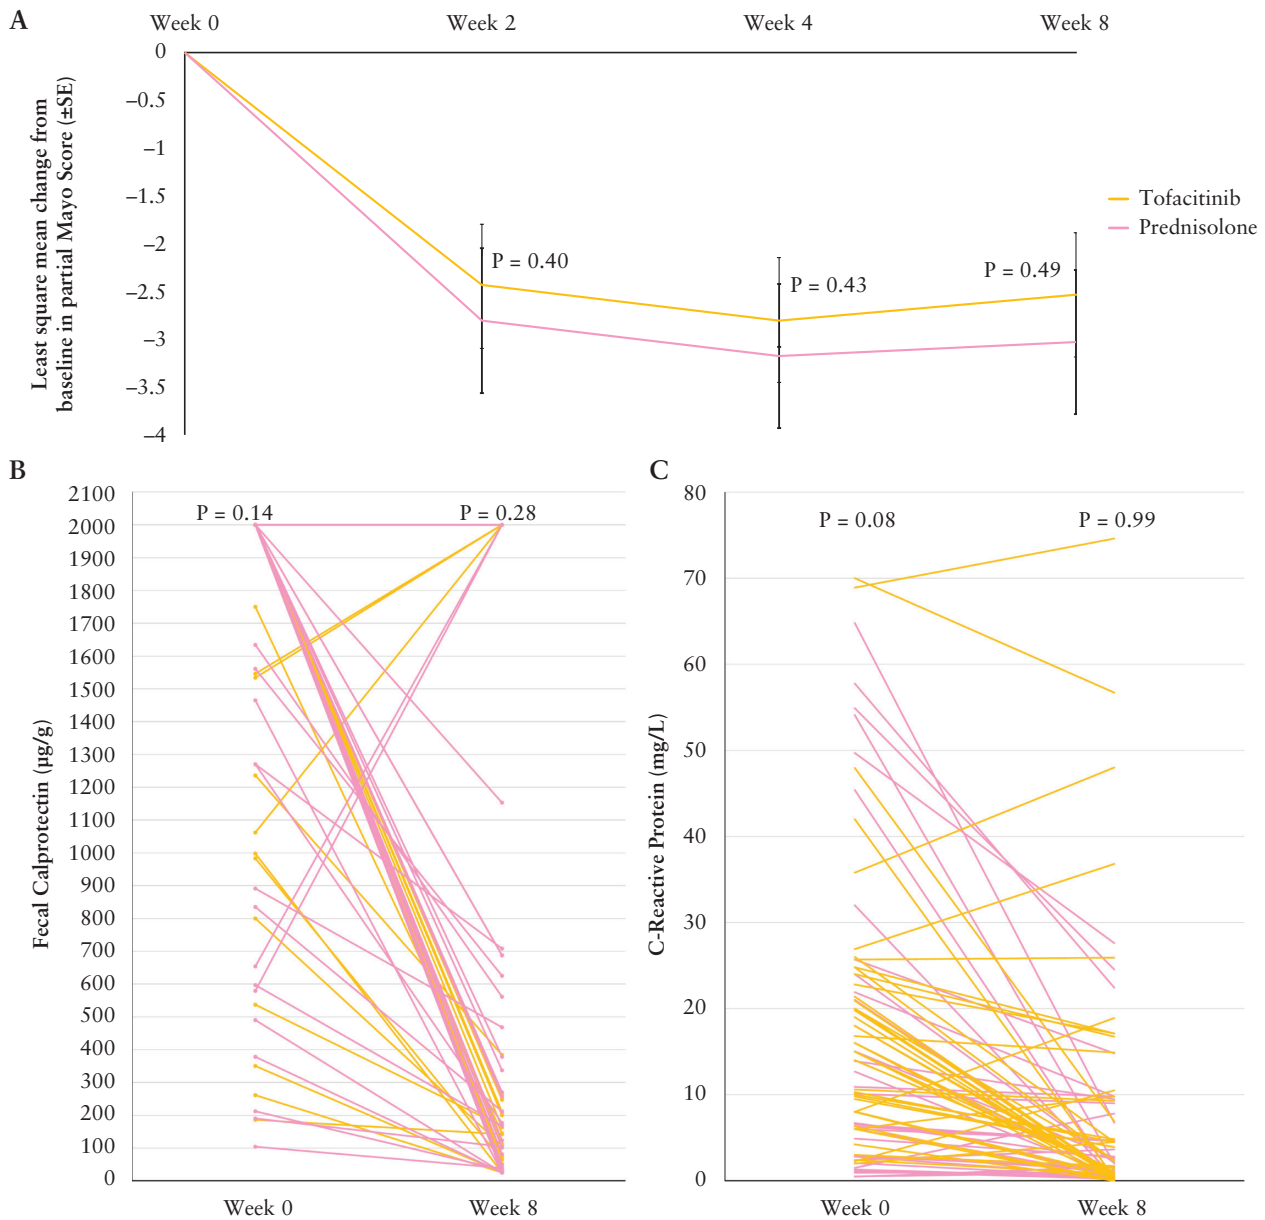 A
Week 0 Week 2 Week 4 Week 8
Least square mean change from
baseline in partial Mayo Score (±SE)
0
−0.5
−1
−1.5
−2
−2.5
−3
−3.5
−4
P = 0.40
P = 0.43
P = 0.49
Tofacitinib
Prednisolone
B
Fecal Calprotectin (µg/g)
2100
2000
1900
1800
1700
1600
1500
1400
1300
1200
1100
1000
900
800
700
600
500
400
300
200
100
0
P = 0.14 P = 0.28
Week 0 Week 8
C
C-Reactive Protein (mg/L)
80
70
60
50
40
30
20
10
0
P = 0.08 P = 0.99
Week 0 Week 8